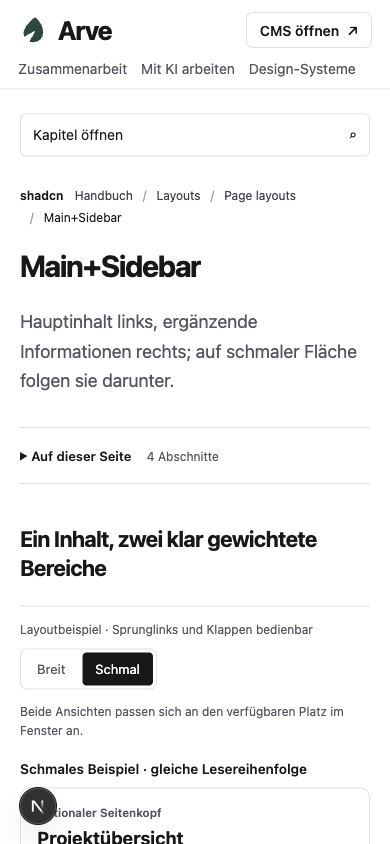 Arve
CMS öffnen ↗
Zusammenarbeit Mit KI arbeiten Design-Systeme
Kapitel öffnen
shadcn Handbuch / Layouts / Page layouts
/ Main+Sidebar
Main+Sidebar
Hauptinhalt links, ergänzende
Informationen rechts; auf schmaler Fläche
folgen sie darunter.
Auf dieser Seite 4 Abschnitte
Ein Inhalt, zwei klar gewichtete
Bereiche
Layoutbeispiel · Sprunglinks und Klappen bedienbar
Breit Schmal
Beide Ansichten passen sich an den verfügbaren Platz im
Fenster an.
Schmales Beispiel · gleiche Lesereihenfolge
N
Seitenkopf
Projektübersicht